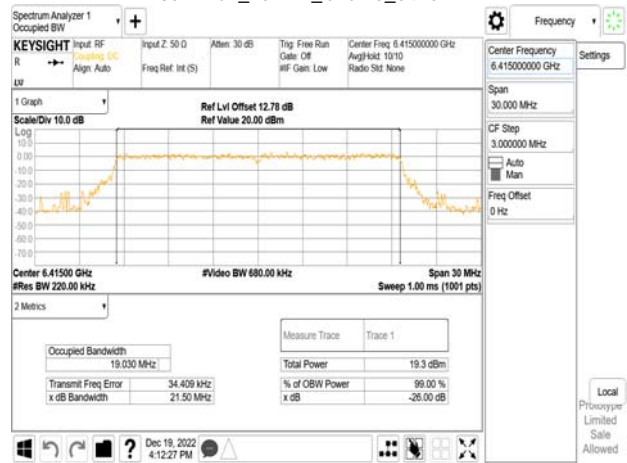 Spectrum Analyzer 1
Occupied BW
Frequency
KEYSIGHT
Input: RF
Coupling: DC
Align: Auto
Input Z: 50 Ω
Freq Ref: Int (S)
Atten: 30 dB
Trig: Free Run
Gate: Off
#IF Gain: Low
Center Freq: 6.415000000 GHz
Avg|Hold: 10/10
Radio Std: None
R
LXI
Center Frequency
6.415000000 GHz
Settings
Span
30.000 MHz
CF Step
3.000000 MHz
Auto
Man
Freq Offset
0 Hz
1 Graph
Scale/Div 10.0 dB
Ref Lvl Offset 12.78 dB
Ref Value 20.00 dBm
Log
10.0
0.00
-10.0
-20.0
-30.0
-40.0
-50.0
-60.0
-70.0
Center 6.41500 GHz
#Res BW 220.00 kHz
#Video BW 680.00 kHz
Span 30 MHz
Sweep 1.00 ms (1001 pts)
2 Metrics
Measure Trace
Trace 1
Occupied Bandwidth
19.030 MHz
Total Power
19.3 dBm
Transmit Freq Error
34.409 kHz
% of OBW Power
99.00 %
x dB Bandwidth
21.50 MHz
x dB
-26.00 dB
Local
Prototype
Limited
Sale
Allowed
?
Dec 19, 2022
4:12:27 PM